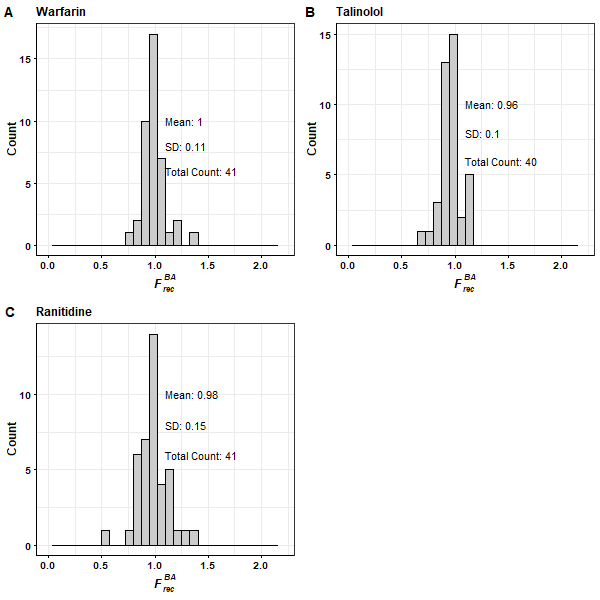 A Warfarin
Count
15
10
5
0
Mean: 1
SD: 0.11
Total Count: 41
0.0 0.5 1.0 1.5 2.0
F rec BA
B Talinolol
Count
15
10
5
0
Mean: 0.96
SD: 0.1
Total Count: 40
0.0 0.5 1.0 1.5 2.0
F rec BA
C Ranitidine
Count
10
5
0
Mean: 0.98
SD: 0.15
Total Count: 41
0.0 0.5 1.0 1.5 2.0
F rec BA